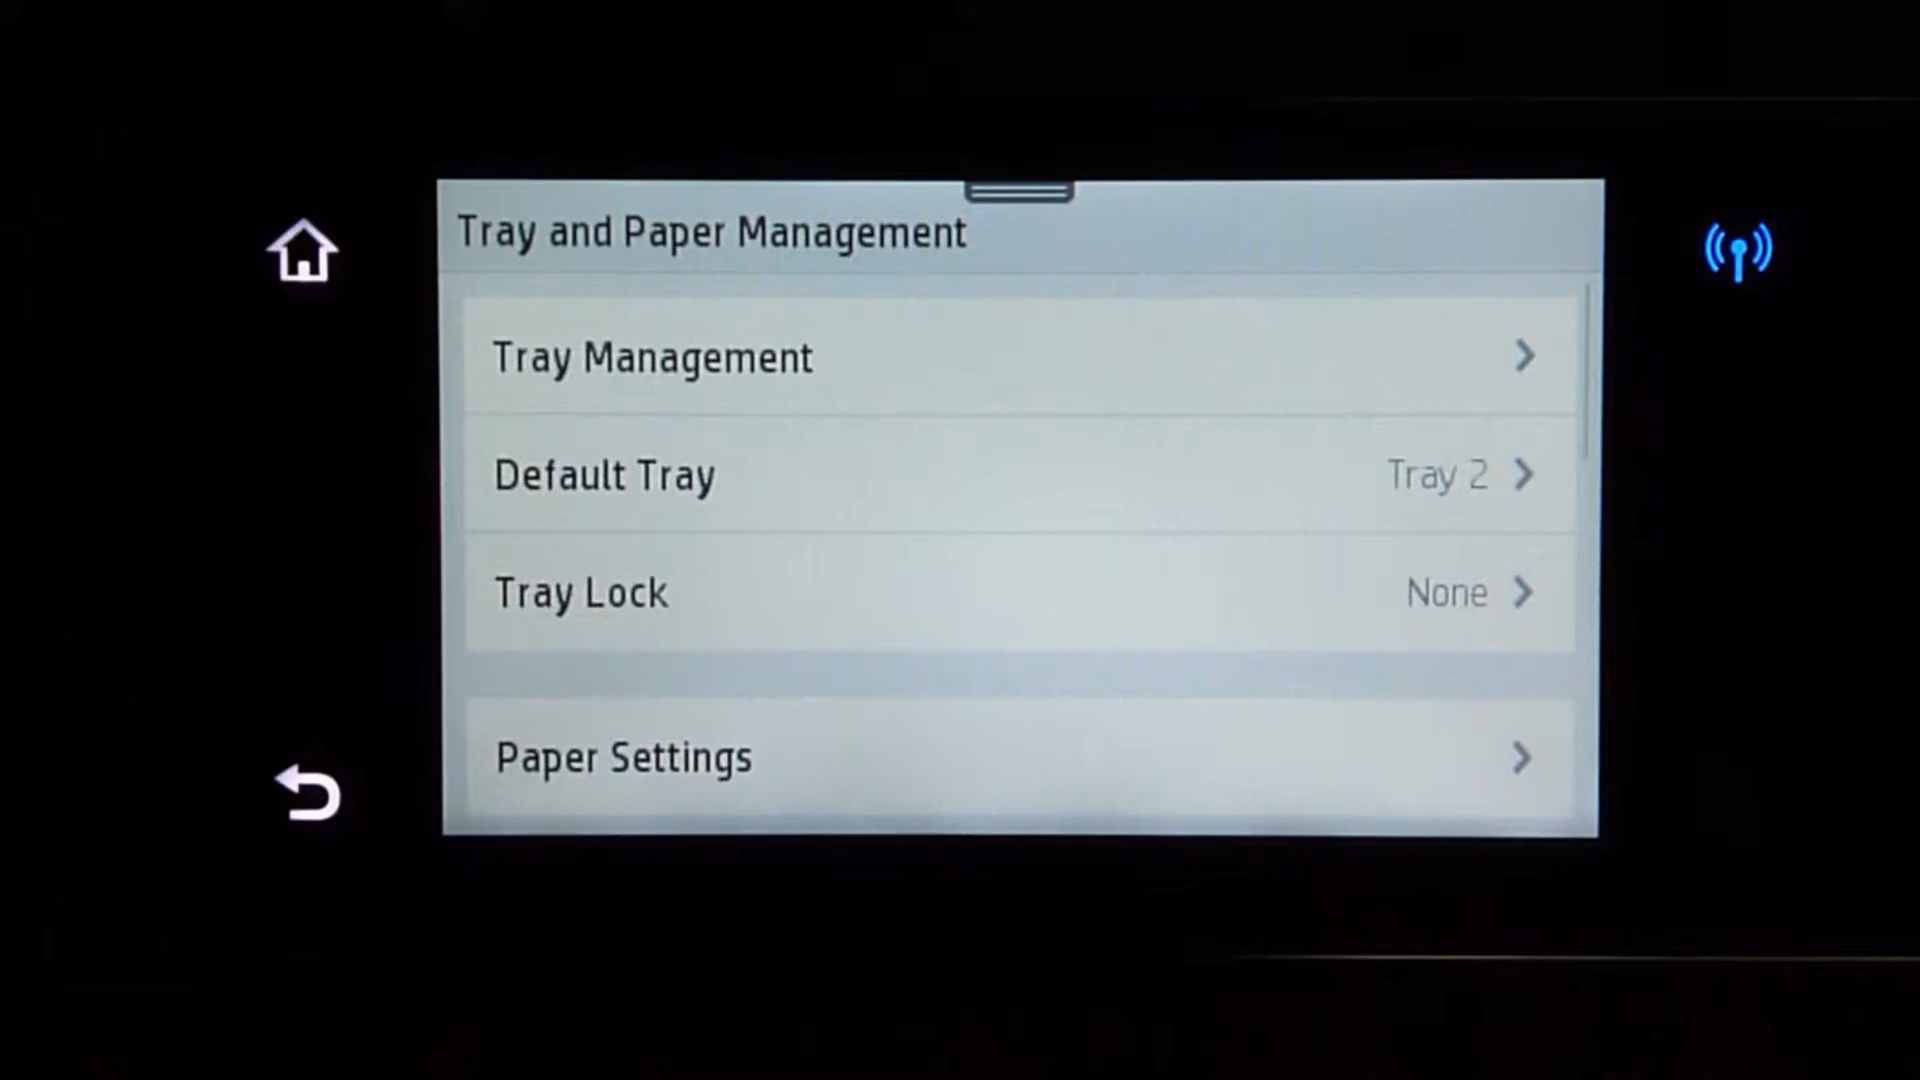 Tray and Paper Management
Tray Management
Default Tray Tray 2
Tray Lock None
Paper Settings